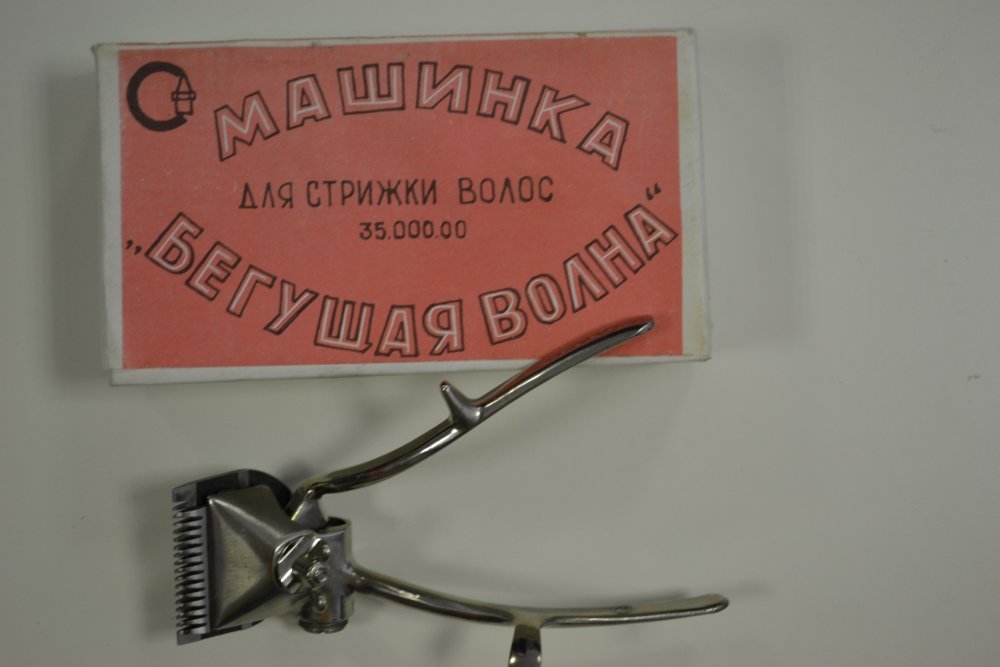 МАШИНКА
ДЛЯ СТРИЖКИ ВОЛОС
35.000.00
„БЕГУЩАЯ ВОЛНА“